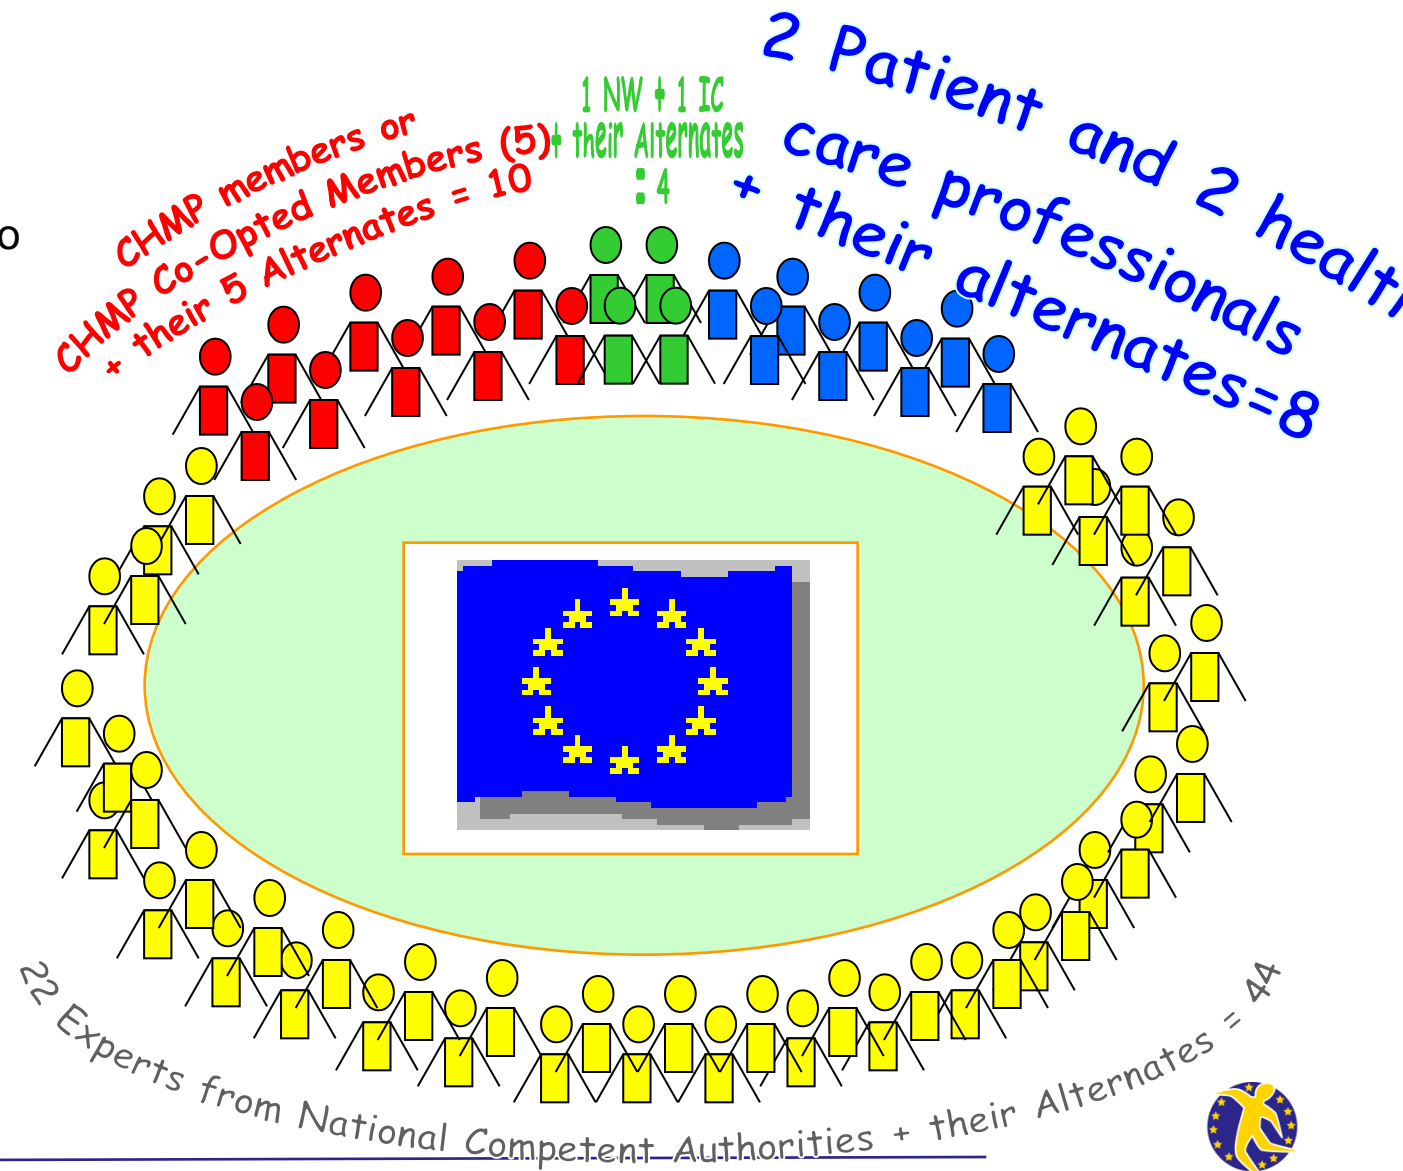 CHMP members or
CHMP Co-Opted Members (5)
+ their 5 Alternates = 10
1 NW + 1 IC
+ their Alternates
: 4
2 Patient and 2 health
care professionals
+ their alternates=8
o
22 Experts from National Competent Authorities + their Alternates = 44